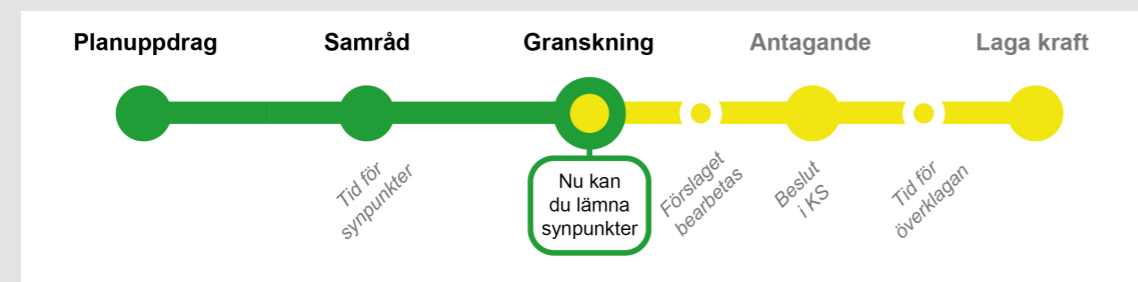 Planuppdrag
Samråd
Granskning
Antagande
Laga kraft
Tid för
synpunkter
Nu kan
du lämna
synpunkter
Förslaget
bearbetas
Beslut
i KS
Tid för
överklagan